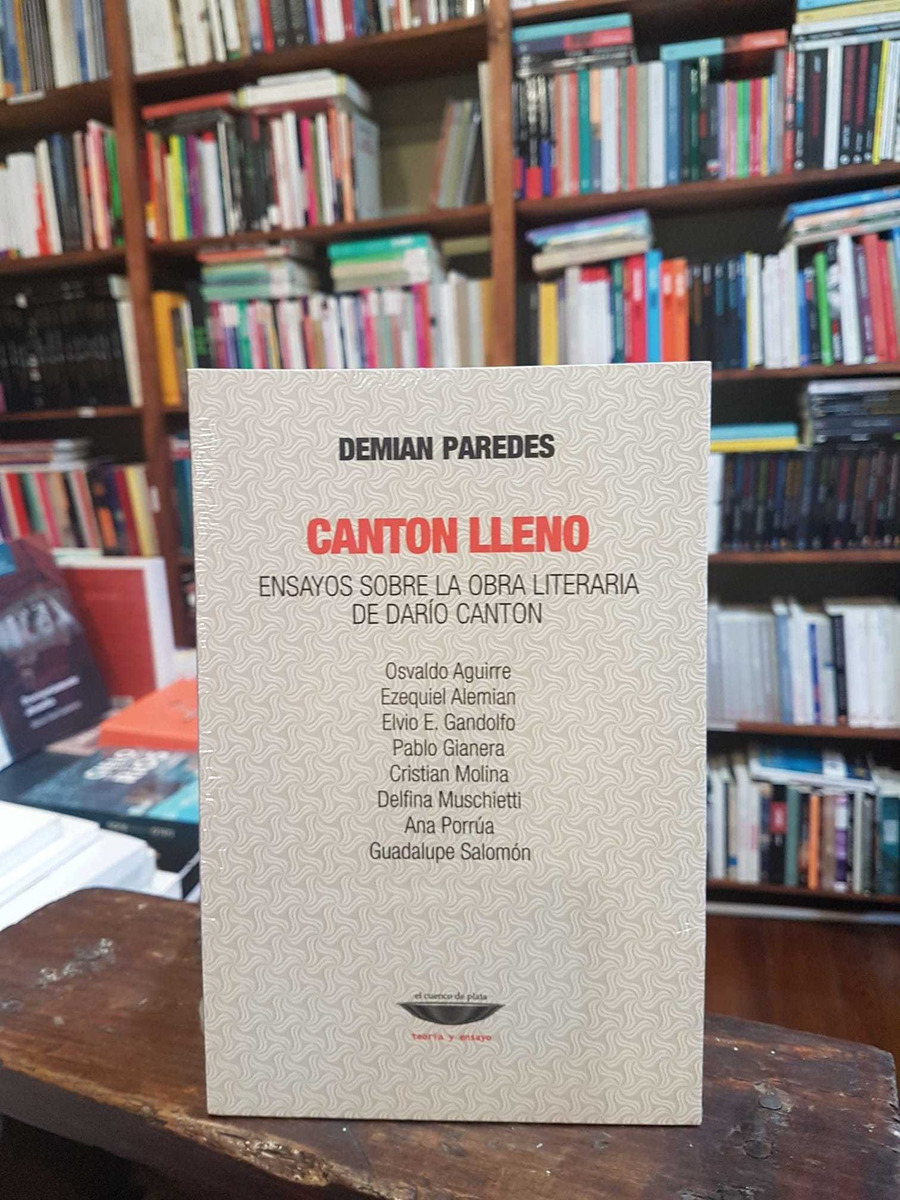 DEMIAN PAREDES
CANTON LLENO
ENSAYOS SOBRE LA OBRA LITERARIA
DE DARÍO CANTON
Osvaldo Aguirre
Ezequiel Alemian
Elvio E. Gandolfo
Pablo Gianera
Cristian Molina
Delfina Muschietti
Ana Porrúa
Guadalupe Salomón
el cuenco de plata
teoría y ensayo